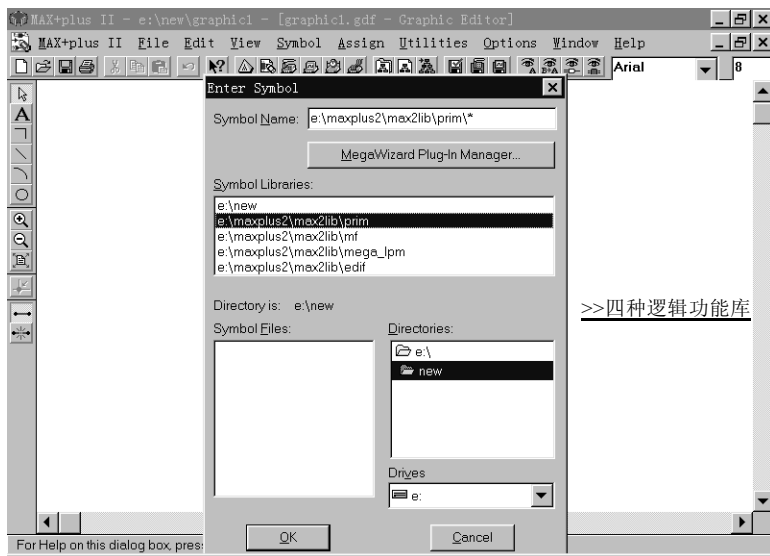 MAX+plus II - e:\new\graphic1 - [graphic1.gdf - Graphic Editor]
MAX+plus II File Edit View Symbol Assign Utilities Options Window Help
Arial 8
Enter Symbol
Symbol Name: e:\maxplus2\max2lib\prim\*
MegaWizard Plug-In Manager...
Symbol Libraries:
e:\new
e:\maxplus2\max2lib\prim
e:\maxplus2\max2lib\mf
e:\maxplus2\max2lib\mega_lpm
e:\maxplus2\max2lib\edif
Directory is: e:\new
>>四种逻辑功能库
Symbol Files: Directories:
e:\
new
Drives
e:
OK Cancel
For Help on this dialog box, pres